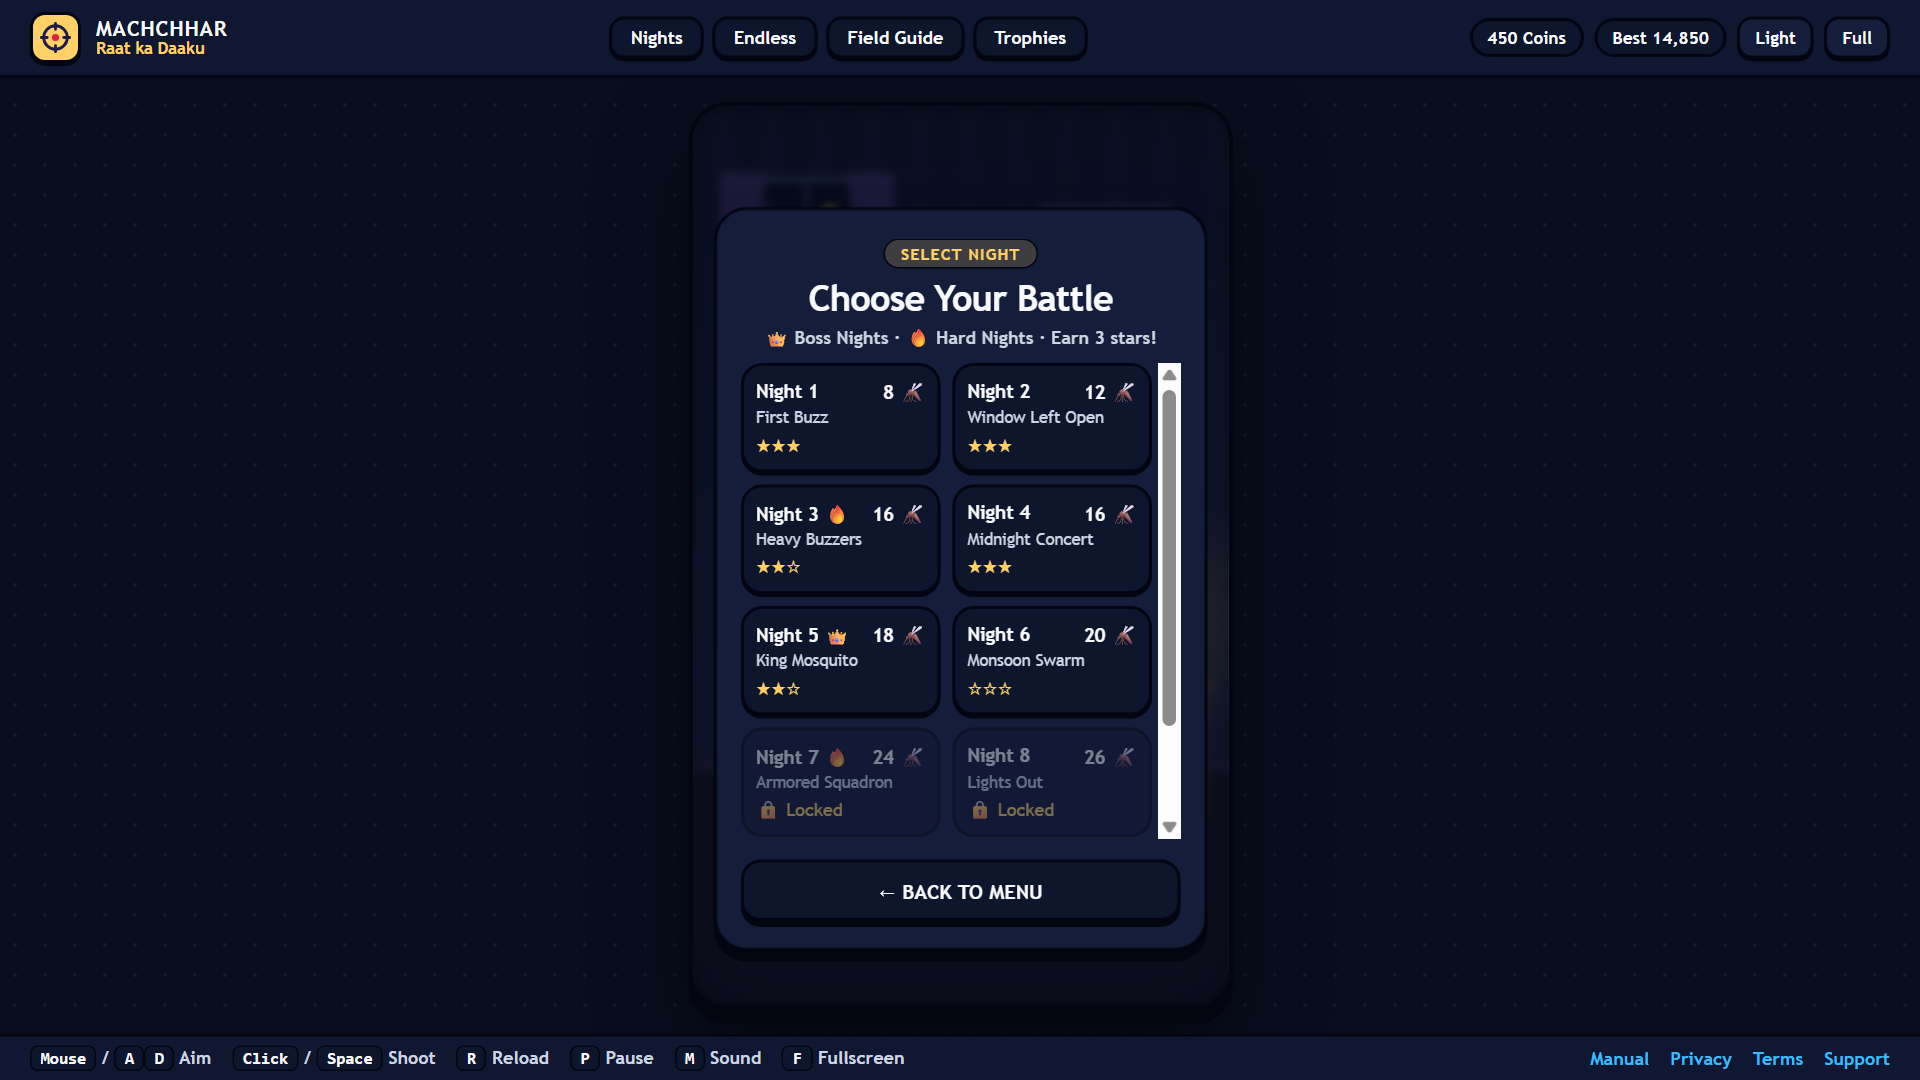 MACHCHHAR
Raat ka Daaku
Nights
Endless
Field Guide
Trophies
450 Coins
Best 14,850
Light
Full
SELECT NIGHT
Choose Your Battle
👑 Boss Nights · 🔥 Hard Nights · Earn 3 stars!
Night 1 8 🦟
First Buzz
★★★
Night 2 12 🦟
Window Left Open
★★★
Night 3 🔥 16 🦟
Heavy Buzzers
★★☆
Night 4 16 🦟
Midnight Concert
★★★
Night 5 👑 18 🦟
King Mosquito
★★☆
Night 6 20 🦟
Monsoon Swarm
☆☆☆
Night 7 🔥 24 🦟
Armored Squadron
🔒 Locked
Night 8 26 🦟
Lights Out
🔒 Locked
← BACK TO MENU
Mouse / A D Aim Click / Space Shoot R Reload P Pause M Sound F Fullscreen
Manual Privacy Terms Support